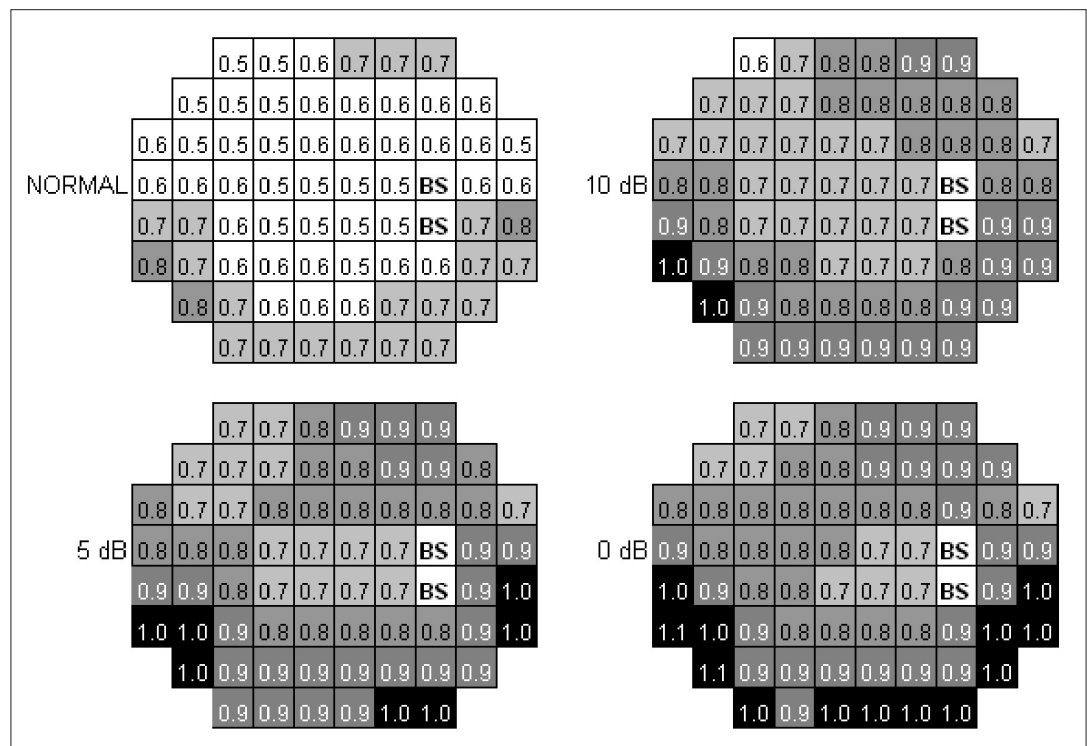 0.5 0.5 0.6 0.7 0.7 0.7
0.5 0.5 0.5 0.6 0.6 0.6 0.6 0.6
0.6 0.5 0.5 0.5 0.6 0.6 0.6 0.6 0.6 0.5
NORMAL 0.6 0.6 0.6 0.5 0.5 0.5 0.5 BS 0.6 0.6
0.7 0.7 0.6 0.5 0.5 0.5 0.5 BS 0.7 0.8
0.8 0.7 0.6 0.6 0.6 0.5 0.6 0.6 0.7 0.7
0.8 0.7 0.6 0.6 0.6 0.7 0.7 0.7
0.7 0.7 0.7 0.7 0.7 0.7
0.6 0.7 0.8 0.8 0.9 0.9
0.7 0.7 0.7 0.8 0.8 0.8 0.8 0.8
0.7 0.7 0.7 0.7 0.7 0.7 0.8 0.8 0.8 0.7
10 dB 0.8 0.8 0.7 0.7 0.7 0.7 0.7 BS 0.8 0.8
0.9 0.8 0.7 0.7 0.7 0.7 0.7 BS 0.9 0.9
1.0 0.9 0.8 0.8 0.7 0.7 0.7 0.8 0.9 0.9
1.0 0.9 0.8 0.8 0.8 0.8 0.9 0.9
0.9 0.9 0.9 0.9 0.9 0.9
0.7 0.7 0.8 0.9 0.9 0.9
0.7 0.7 0.7 0.8 0.8 0.9 0.9 0.8
0.8 0.7 0.7 0.8 0.8 0.8 0.8 0.8 0.8 0.7
5 dB 0.8 0.8 0.8 0.7 0.7 0.7 0.7 BS 0.9 0.9
0.9 0.9 0.8 0.7 0.7 0.7 0.7 BS 0.9 1.0
1.0 1.0 0.9 0.8 0.8 0.8 0.8 0.8 0.9 1.0
1.0 0.9 0.9 0.9 0.9 0.9 0.9 0.9
0.9 0.9 0.9 0.9 1.0 1.0
0.7 0.7 0.8 0.9 0.9 0.9
0.7 0.7 0.8 0.8 0.9 0.9 0.9 0.9
0.8 0.8 0.8 0.8 0.8 0.8 0.8 0.9 0.8 0.7
0 dB 0.9 0.8 0.8 0.8 0.8 0.7 0.7 BS 0.9 0.9
1.0 0.9 0.8 0.8 0.7 0.7 0.7 BS 0.9 1.0
1.1 1.0 0.9 0.8 0.8 0.8 0.8 0.9 1.0 1.0
1.1 0.9 0.9 0.9 0.9 0.9 0.9 1.0
1.0 0.9 1.0 1.0 1.0 1.0